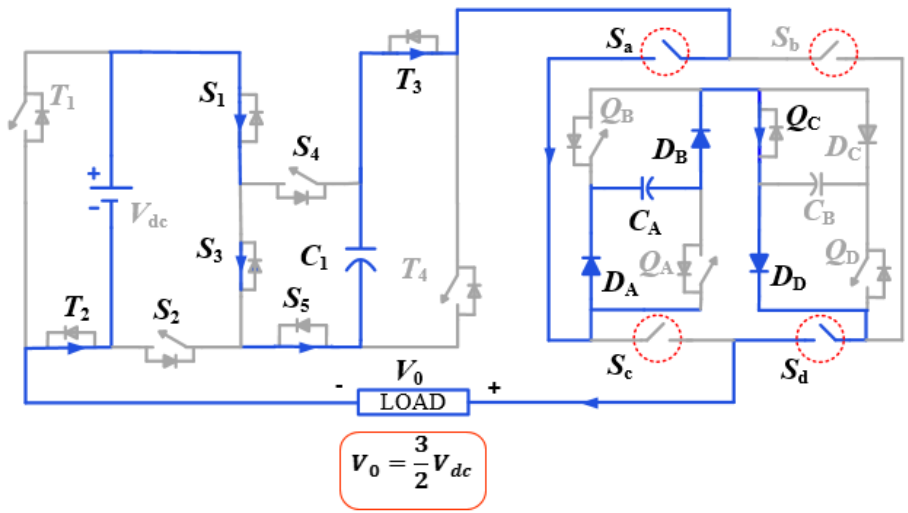 Sa
Sb
T1
S1
T3
QB
DB
QC
DC
S4
+
-
Vdc
CA
CB
S3
C1
T4
DA
QA
DD
QD
T2
S2
S5
Sc
Sd
- V0 +
LOAD
V0 = 3/2 Vdc